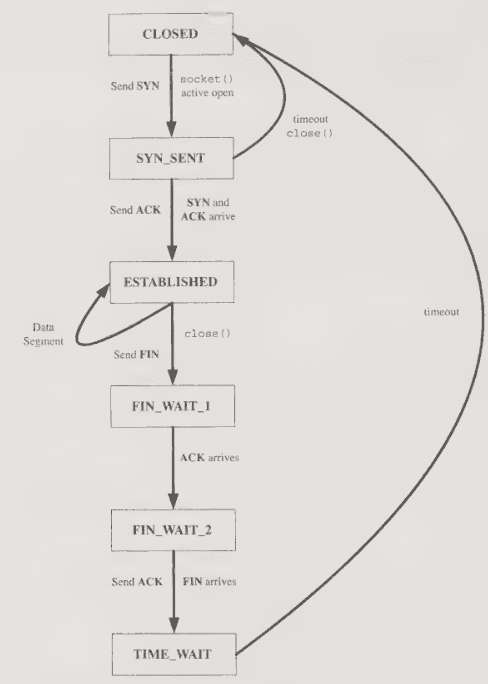 CLOSED
Send SYN
socket()
active open
timeout
close()
SYN_SENT
Send ACK
SYN and
ACK arrive
ESTABLISHED
Data
Segment
close()
Send FIN
timeout
FIN_WAIT_1
ACK arrives
FIN_WAIT_2
Send ACK
FIN arrives
TIME_WAIT